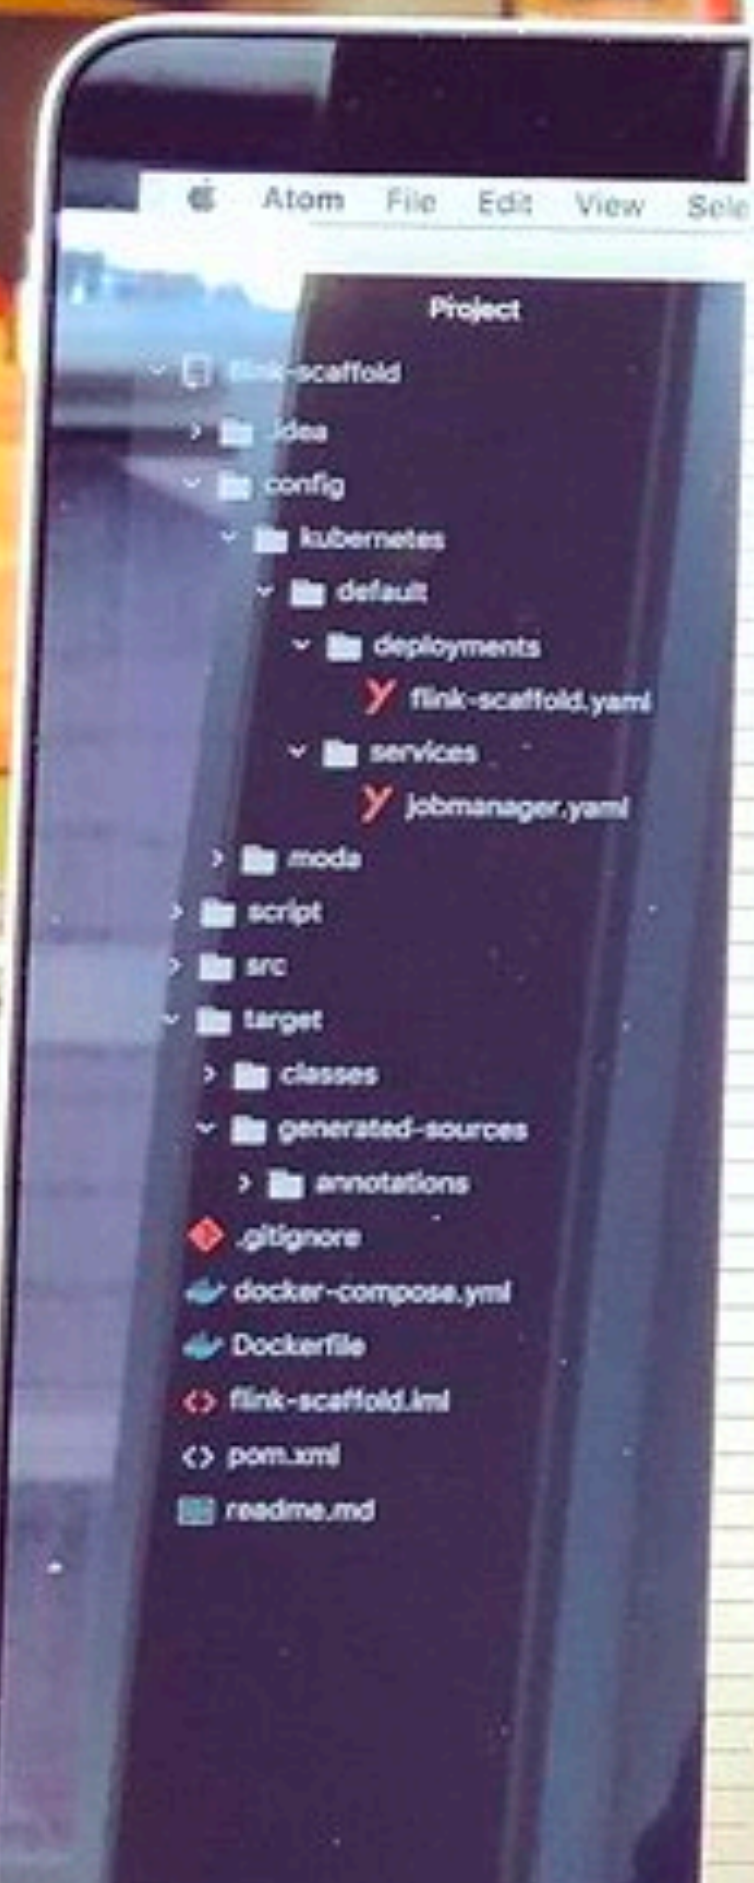 Atom File Edit View Sele
Project
flink-scaffold
.idea
config
kubernetes
default
deployments
flink-scaffold.yaml
services
jobmanager.yaml
moda
script
src
target
classes
generated-sources
annotations
.gitignore
docker-compose.yml
Dockerfile
flink-scaffold.iml
pom.xml
readme.md